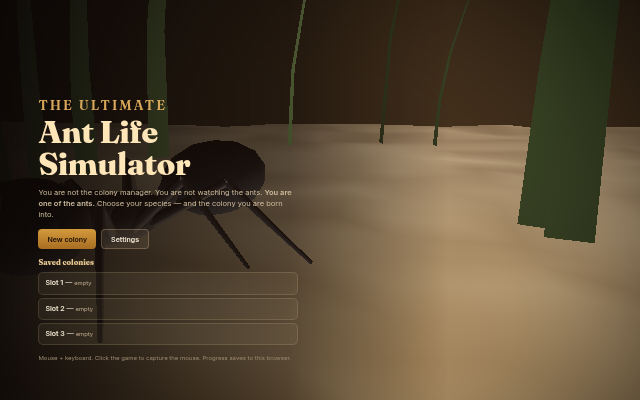 THE ULTIMATE
Ant Life
Simulator
You are not the colony manager. You are not watching the ants. You are
one of the ants. Choose your species — and the colony you are born
into.
New colony
Settings
Saved colonies
Slot 1 — empty
Slot 2 — empty
Slot 3 — empty
Mouse + keyboard. Click the game to capture the mouse. Progress saves to this browser.